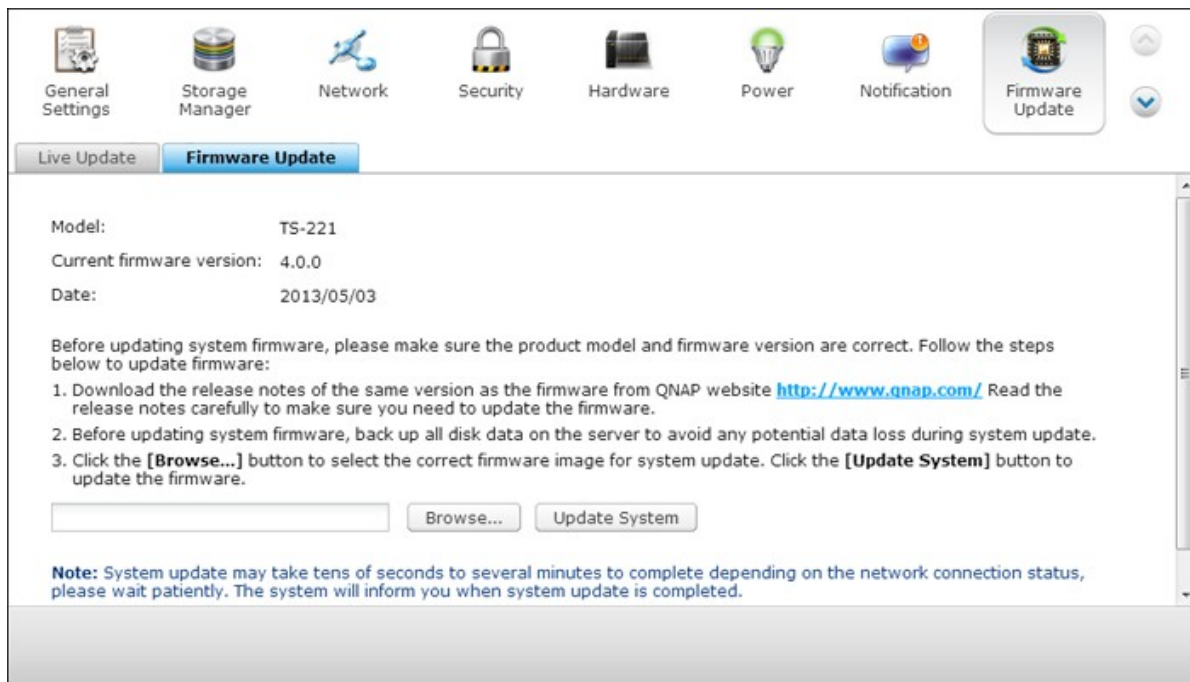 General
Settings
Storage
Manager
Network
Security
Hardware
Power
Notification
Firmware
Update
Live Update
Firmware Update
Model: TS-221
Current firmware version: 4.0.0
Date: 2013/05/03
Before updating system firmware, please make sure the product model and firmware version are correct. Follow the steps
below to update firmware:
1. Download the release notes of the same version as the firmware from QNAP website http://www.qnap.com/ Read the
release notes carefully to make sure you need to update the firmware.
2. Before updating system firmware, back up all disk data on the server to avoid any potential data loss during system update.
3. Click the [Browse...] button to select the correct firmware image for system update. Click the [Update System] button to
update the firmware.
Browse... Update System
Note: System update may take tens of seconds to several minutes to complete depending on the network connection status,
please wait patiently. The system will inform you when system update is completed.